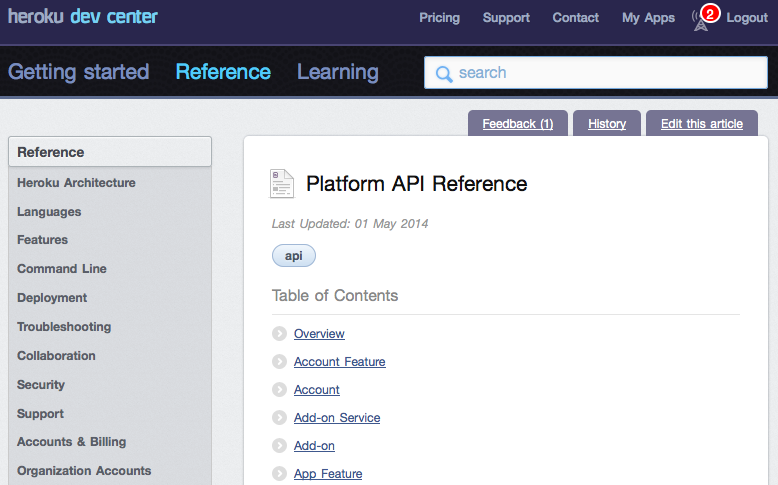 heroku dev center
Pricing Support Contact My Apps 2 Logout
Getting started Reference Learning search
Feedback (1) History Edit this article
Reference
Heroku Architecture
Languages
Features
Command Line
Deployment
Troubleshooting
Collaboration
Security
Support
Accounts & Billing
Organization Accounts
Platform API Reference
Last Updated: 01 May 2014
api
Table of Contents
Overview
Account Feature
Account
Add-on Service
Add-on
App Feature